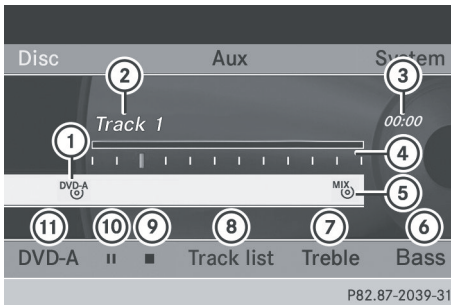 Disc Aux System
2 3
Track 1 00:00
1
4
DVD-A MIX
5
11 10 9 8 7 6
DVD-A Track list Treble Bass
P82.87-2039-31